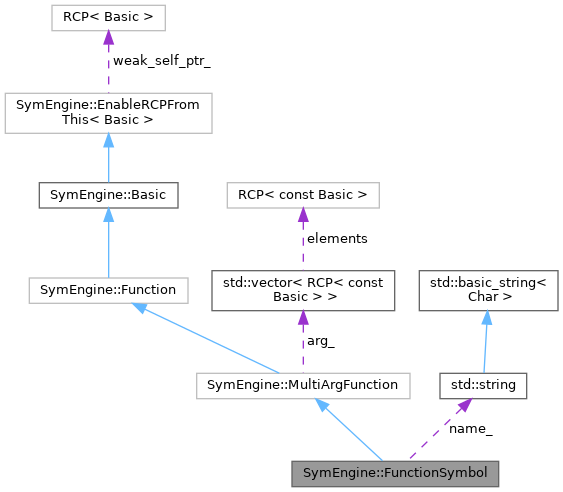 RCP< Basic >
weak_self_ptr_
SymEngine::EnableRCPFrom
This< Basic >
SymEngine::Basic
RCP< const Basic >
elements
SymEngine::Function
std::vector< RCP< const
Basic > >
std::basic_string<
Char >
arg_
SymEngine::MultiArgFunction
std::string
name_
SymEngine::FunctionSymbol